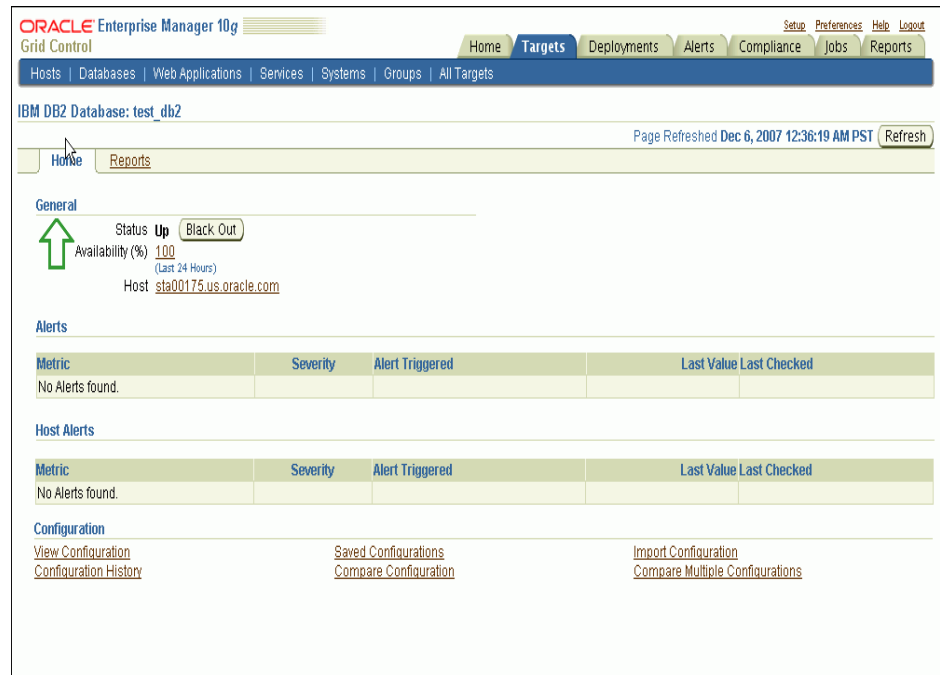 ORACLE Enterprise Manager 10g
Grid Control
Setup Preferences Help Logout
Home Targets Deployments Alerts Compliance Jobs Reports
Hosts | Databases | Web Applications | Services | Systems | Groups | All Targets
IBM DB2 Database: test_db2
Page Refreshed Dec 6, 2007 12:36:19 AM PST Refresh
Home Reports
General
Status Up Black Out
Availability (%) 100
(Last 24 Hours)
Host sta00175.us.oracle.com
Alerts
Metric Severity Alert Triggered Last Value Last Checked
No Alerts found.
Host Alerts
Metric Severity Alert Triggered Last Value Last Checked
No Alerts found.
Configuration
View Configuration Saved Configurations Import Configuration
Configuration History Compare Configuration Compare Multiple Configurations